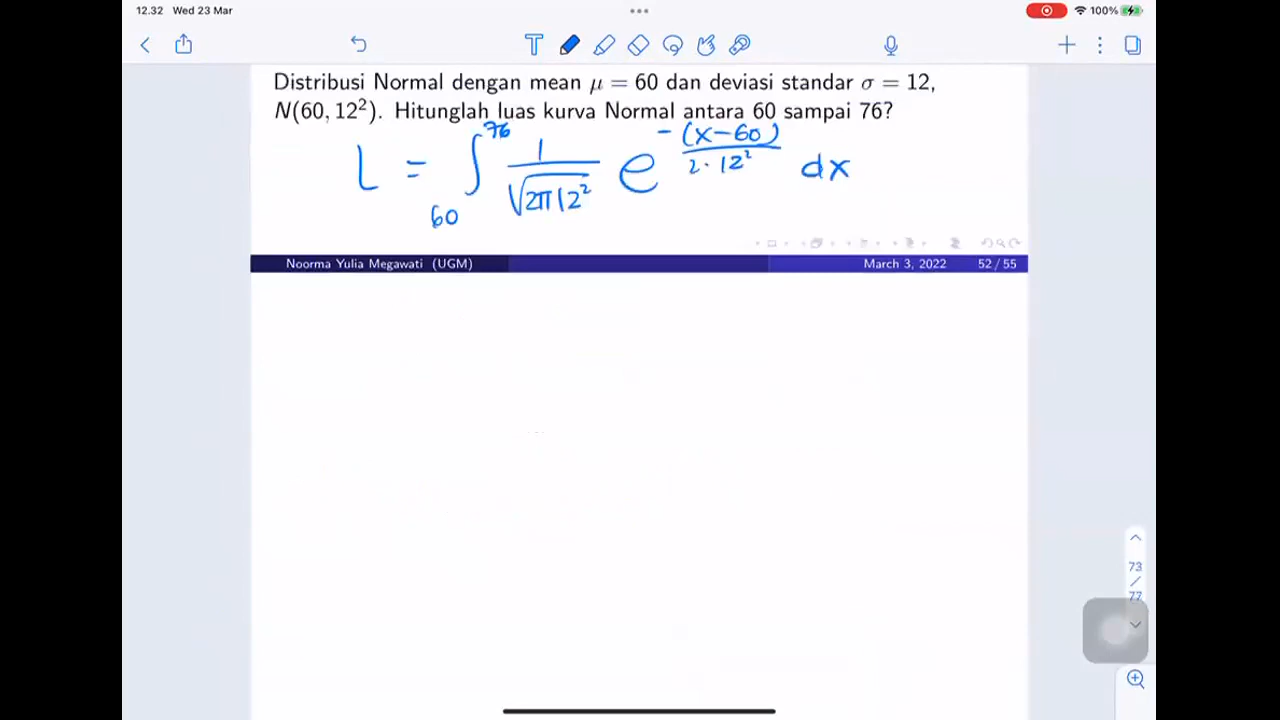 12.32 Wed 23 Mar
100%
Distribusi Normal dengan mean μ = 60 dan deviasi standar σ = 12,
N(60, 12²). Hitunglah luas kurva Normal antara 60 sampai 76?
L = ∫₆₀⁷⁶ 1/√(2π12²) e^(-(x-60)/(2·12²)) dx
Noorma Yulia Megawati (UGM) March 3, 2022 52 / 55
73
/
77